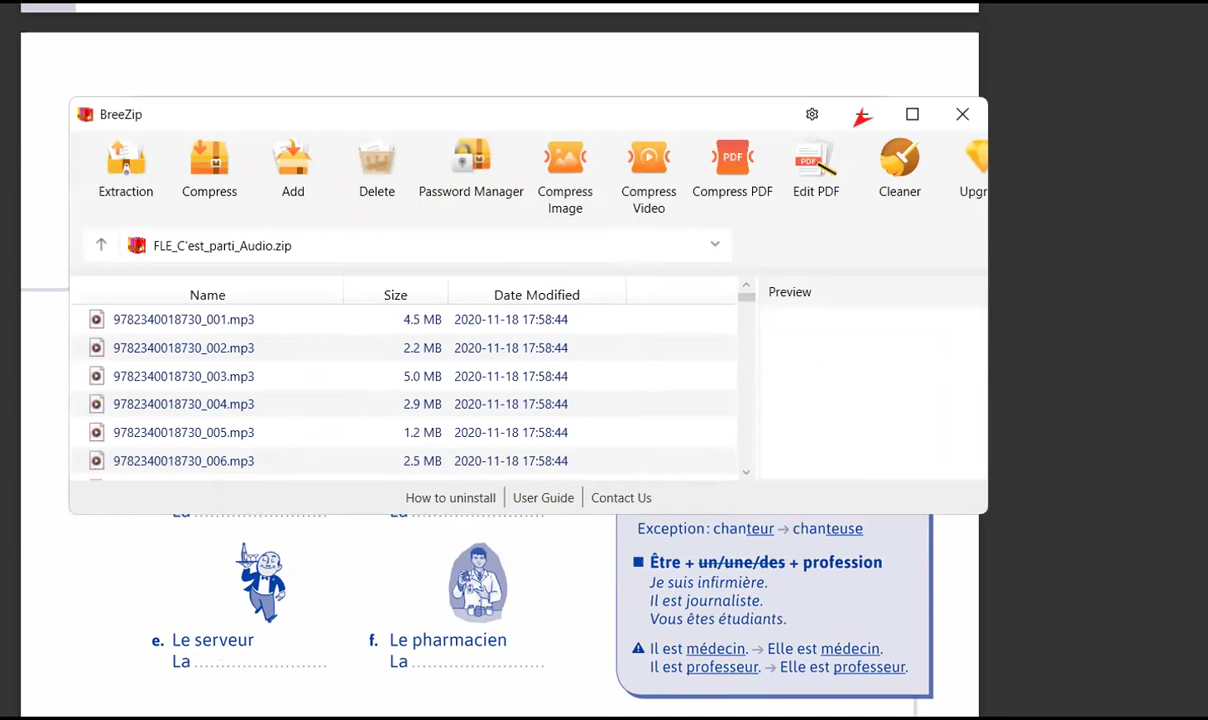 BreeZip
Extraction
Compress
Add
Delete
Password Manager
Compress Image
Compress Video
Compress PDF
Edit PDF
Cleaner
Upgr
FLE_C'est_parti_Audio.zip
Name Size Date Modified
Preview
9782340018730_001.mp3 4.5 MB 2020-11-18 17:58:44
9782340018730_002.mp3 2.2 MB 2020-11-18 17:58:44
9782340018730_003.mp3 5.0 MB 2020-11-18 17:58:44
9782340018730_004.mp3 2.9 MB 2020-11-18 17:58:44
9782340018730_005.mp3 1.2 MB 2020-11-18 17:58:44
9782340018730_006.mp3 2.5 MB 2020-11-18 17:58:44
How to uninstall User Guide Contact Us
La ........................ La ........................
e. Le serveur
La ........................
f. Le pharmacien
La ........................
Exception : chanteur → chanteuse
■ Être + un/une/des + profession
Je suis infirmière.
Il est journaliste.
Vous êtes étudiants.
Il est médecin. → Elle est médecin.
Il est professeur. → Elle est professeur.